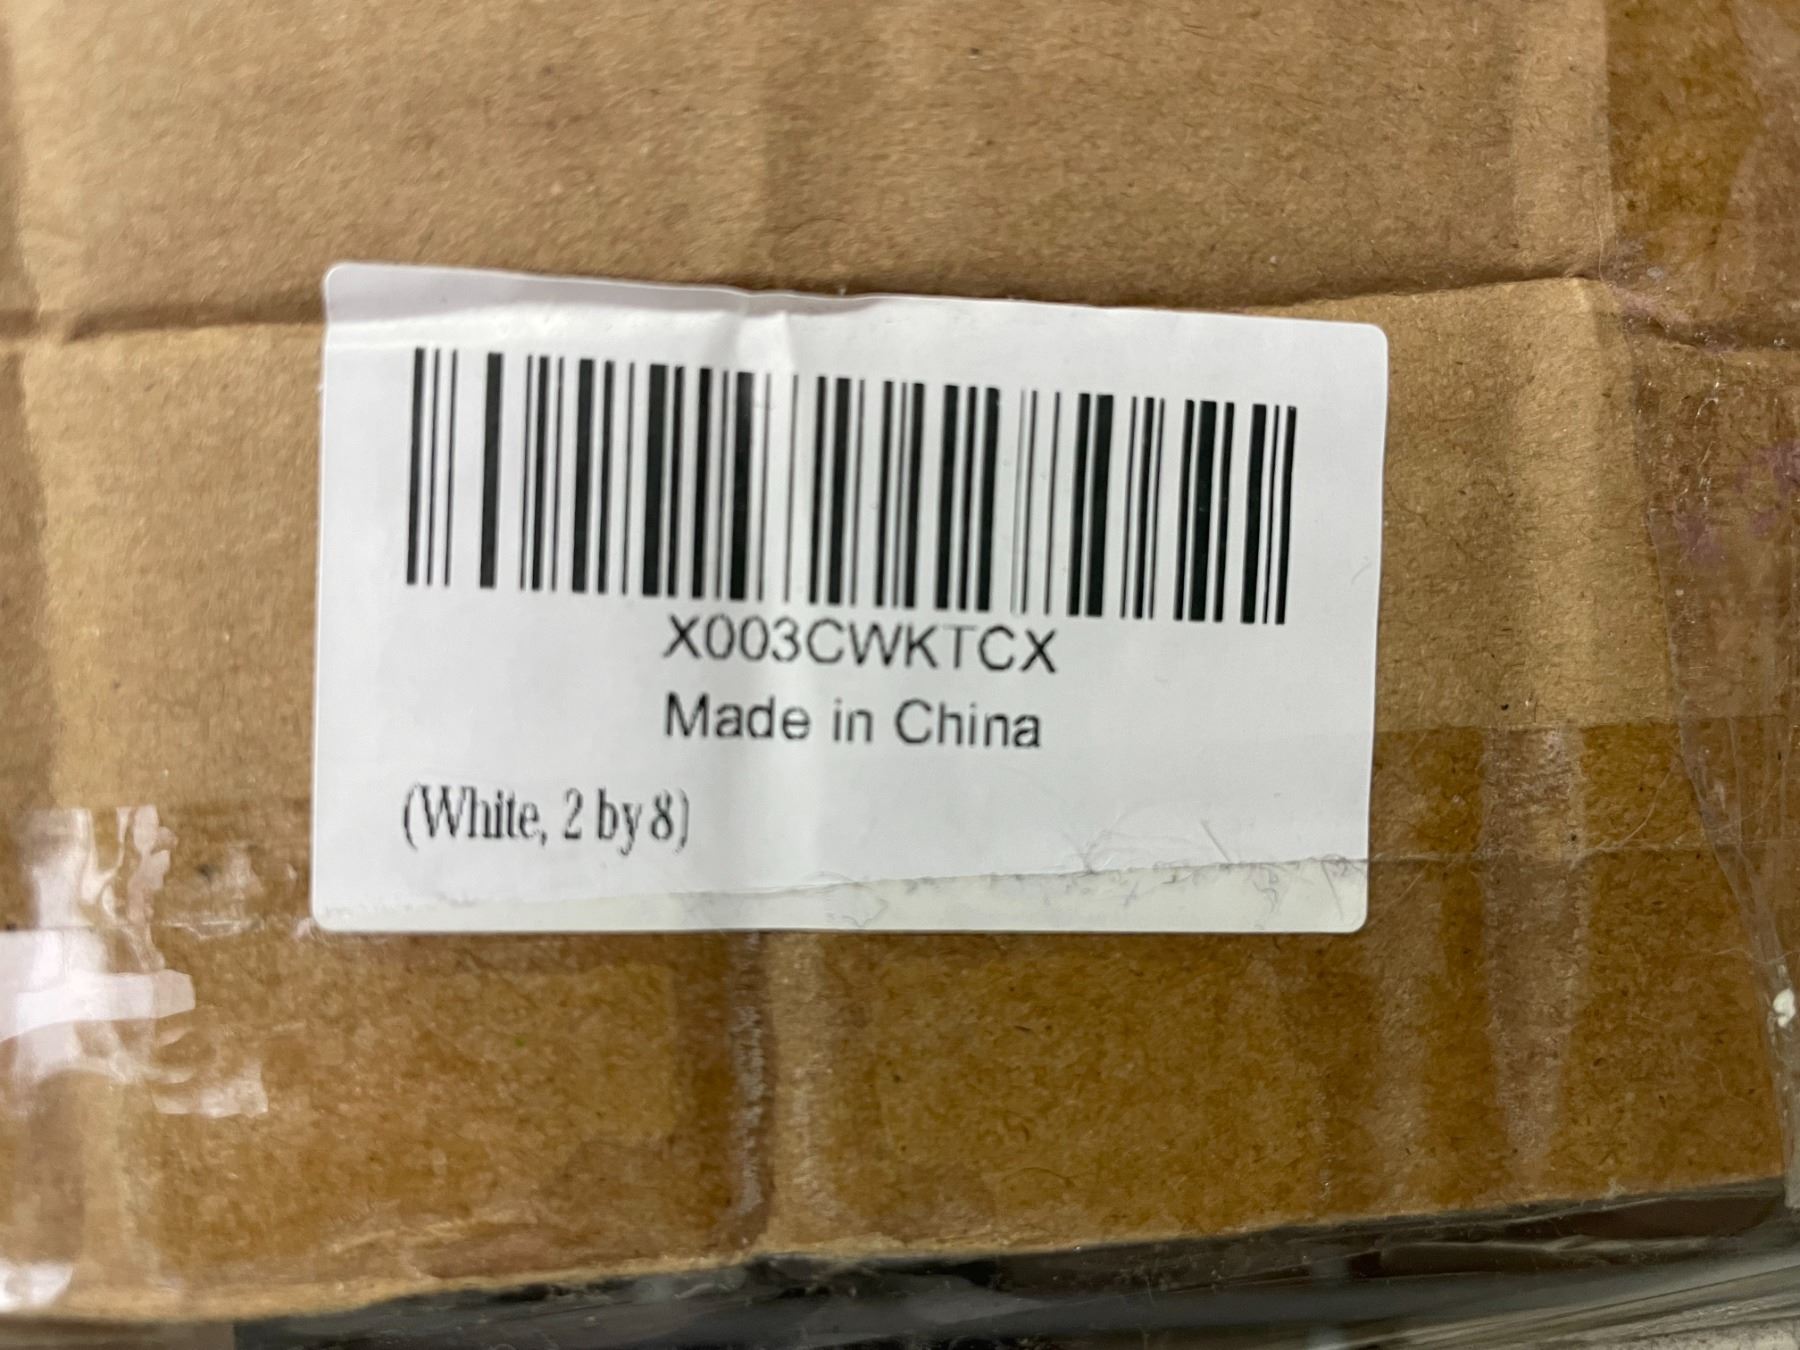 X003CWKTCX
Made in China
(White, 2 by 8)